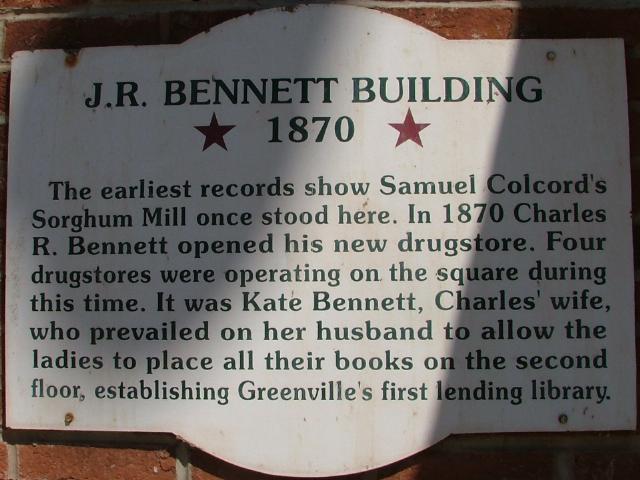 J.R. BENNETT BUILDING
1870
The earliest records show Samuel Colcord's
Sorghum Mill once stood here. In 1870 Charles
R. Bennett opened his new drugstore. Four
drugstores were operating on the square during
this time. It was Kate Bennett, Charles' wife,
who prevailed on her husband to allow the
ladies to place all their books on the second
floor, establishing Greenville's first lending library.